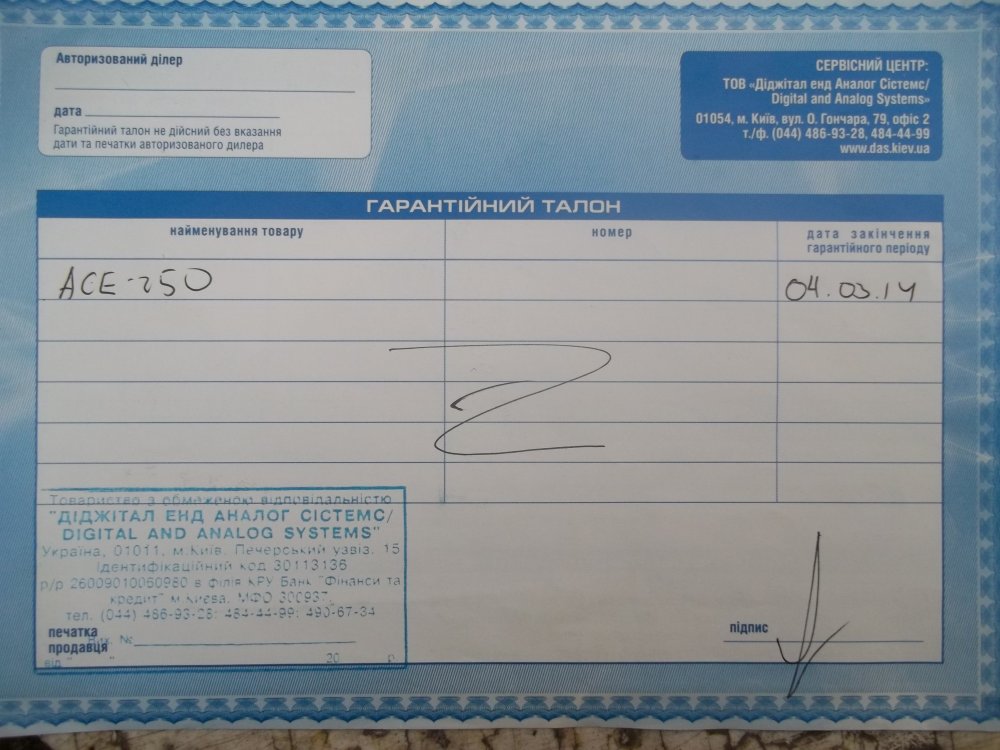 Авторизований ділер
дата
Гарантійний талон не дійсний без вказання
дати та печатки авторизованого дилера
СЕРВІСНИЙ ЦЕНТР:
ТОВ «Діджітал енд Аналог Сістемс/
Digital and Analog Systems»
01054, м. Київ, вул. О. Гончара, 79, офіс 2
т./ф. (044) 486-93-28, 484-44-99
www.das.kiev.ua
ГАРАНТІЙНИЙ ТАЛОН
найменування товару
номер
дата закінчення
гарантійного періоду
ACE-250
04.03.14
Товариство з обмеженою відповідальністю
"ДІДЖІТАЛ ЕНД АНАЛОГ СІСТЕМС/
DIGITAL AND ANALOG SYSTEMS"
Україна, 01011, м.Київ. Печерський узвіз. 15
Ідентифікаційний код 30113136
р/р 26009010060980 в філія КРУ Банк "Фінанси та
кредит" м.Києва. МФО 300937,
тел. (044) 486-93-28; 484-44-99; 490-67-34
печатка
Вих. №
продавця
від " " 20 р
підпис